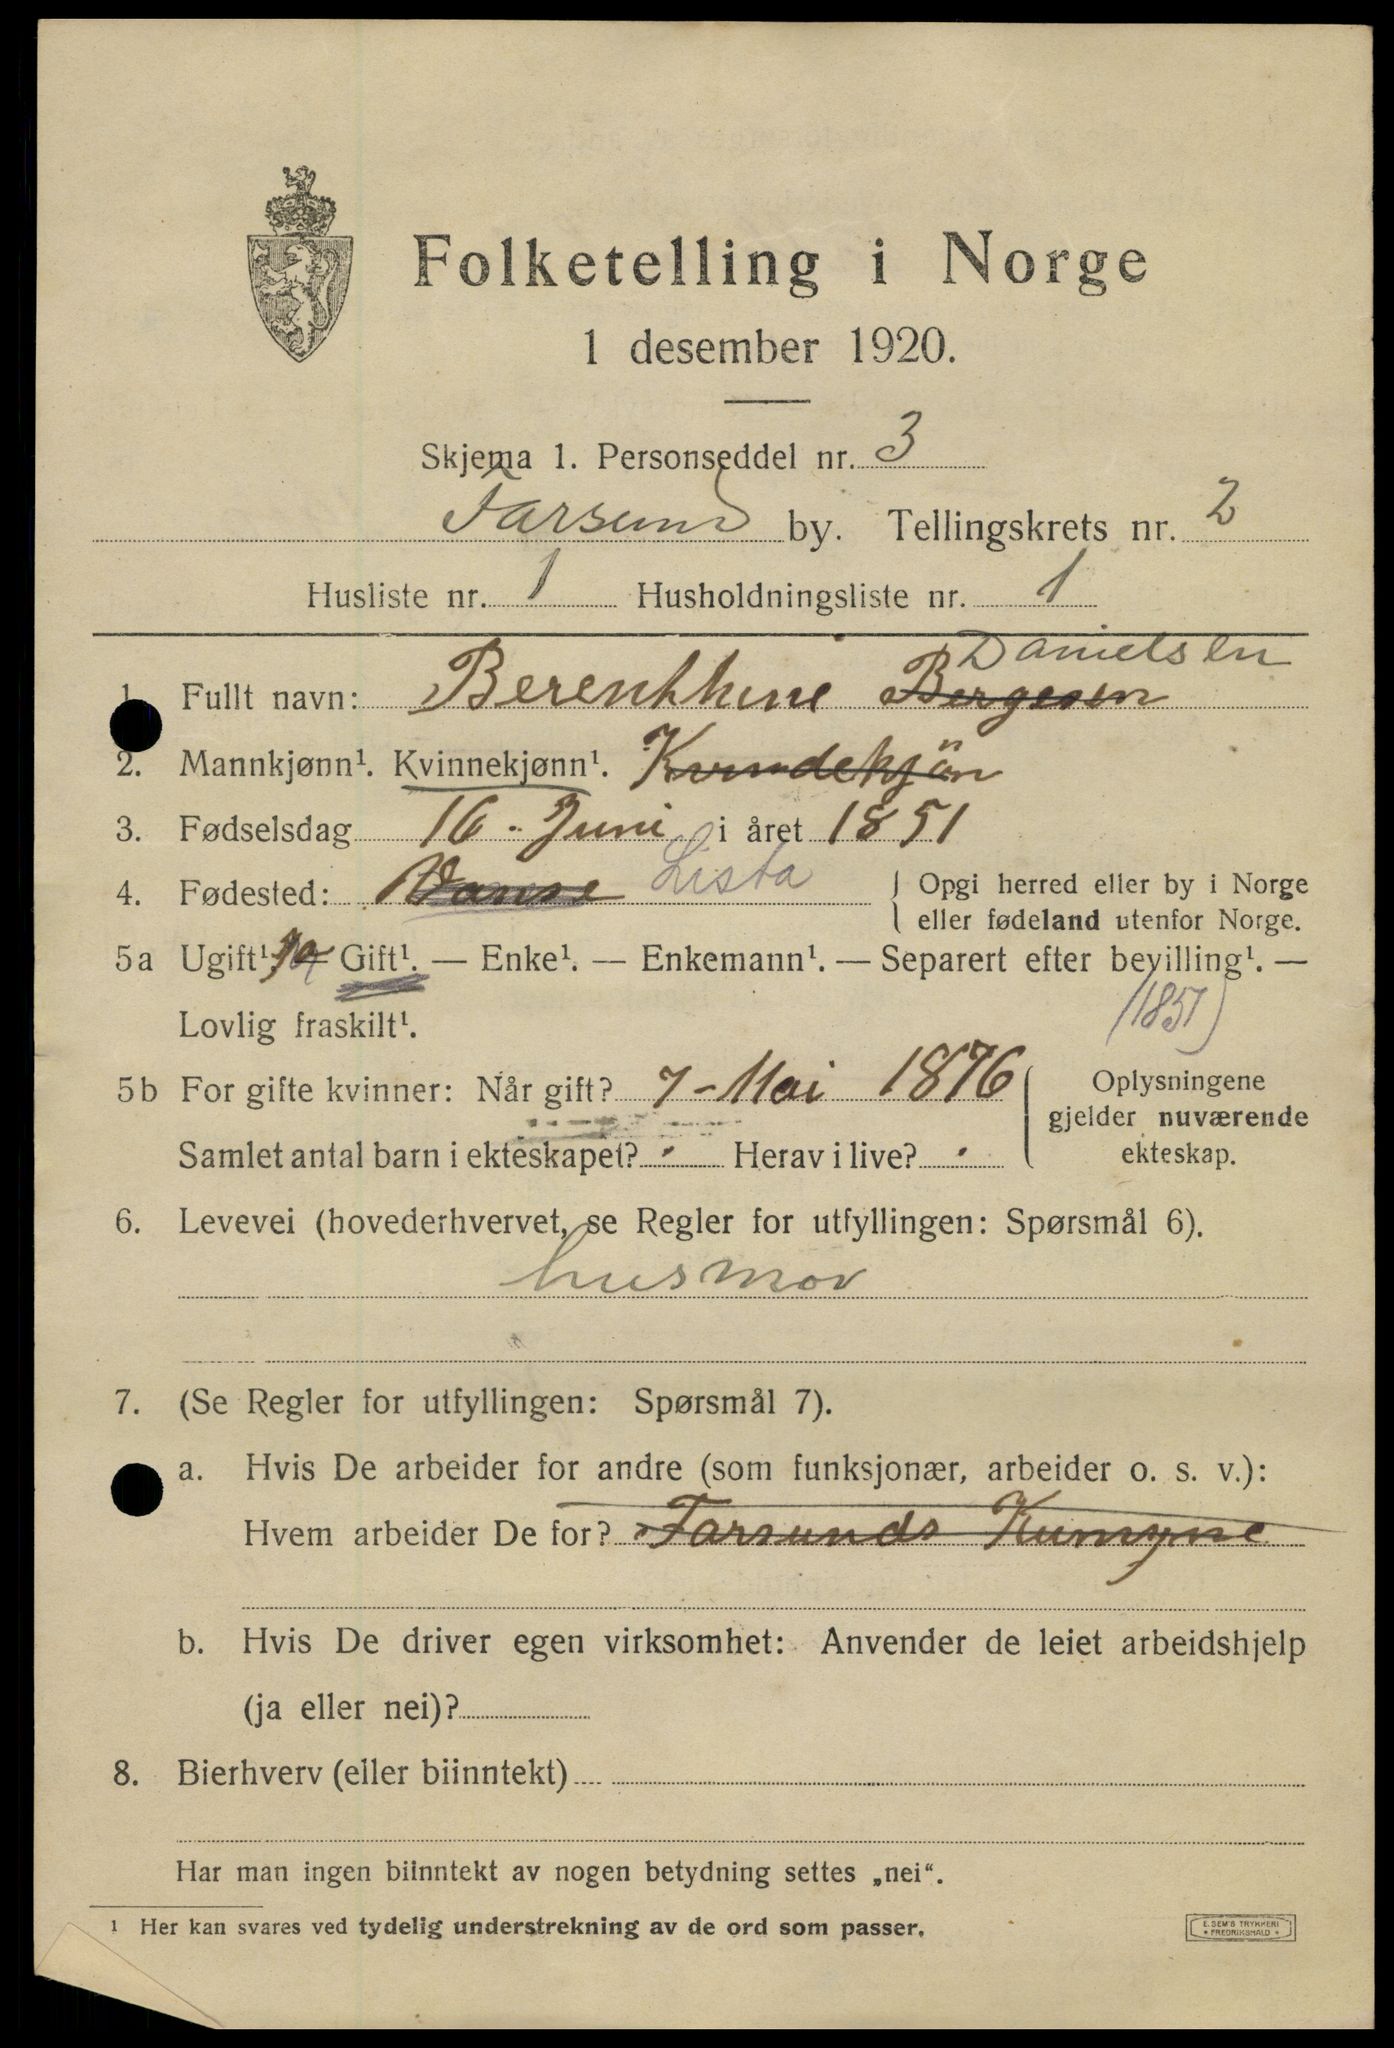 Folketelling i Norge
1 desember 1920.
Skjema 1. Personseddel nr. 3
Farsund by. Tellingskrets nr. 2
Husliste nr. 1 Husholdningsliste nr. 1
Danielsen
1. Fullt navn: Berenthine Bergesen
2. Mannkjønn¹. Kvinnekjønn¹. Kvindekjön
3. Fødselsdag 16 - Juni i året 1851
4. Fødested: Vanse Lista { Opgi herred eller by i Norge
eller fødeland utenfor Norge.
5a Ugift¹. Gift¹. — Enke¹. — Enkemann¹. — Separert efter bevilling¹. —
Lovlig fraskilt¹. (1851)
5b For gifte kvinner: Når gift? 7 - Mai 1876 Oplysningene
gjelder nuværende
Samlet antal barn i ekteskapet? . Herav i live? . ekteskap.
6. Levevei (hovederhvervet, se Regler for utfyllingen: Spørsmål 6).
husmor
7. (Se Regler for utfyllingen: Spørsmål 7).
a. Hvis De arbeider for andre (som funksjonær, arbeider o. s. v.):
Hvem arbeider De for? Farsunds
b. Hvis De driver egen virksomhet: Anvender de leiet arbeidshjelp
(ja eller nei)?
8. Bierhverv (eller biinntekt)
Har man ingen biinntekt av nogen betydning settes „nei“.
¹ Her kan svares ved tydelig understrekning av de ord som passer.
E. SEM'S TRYKKERI
* FREDRIKSHALD *